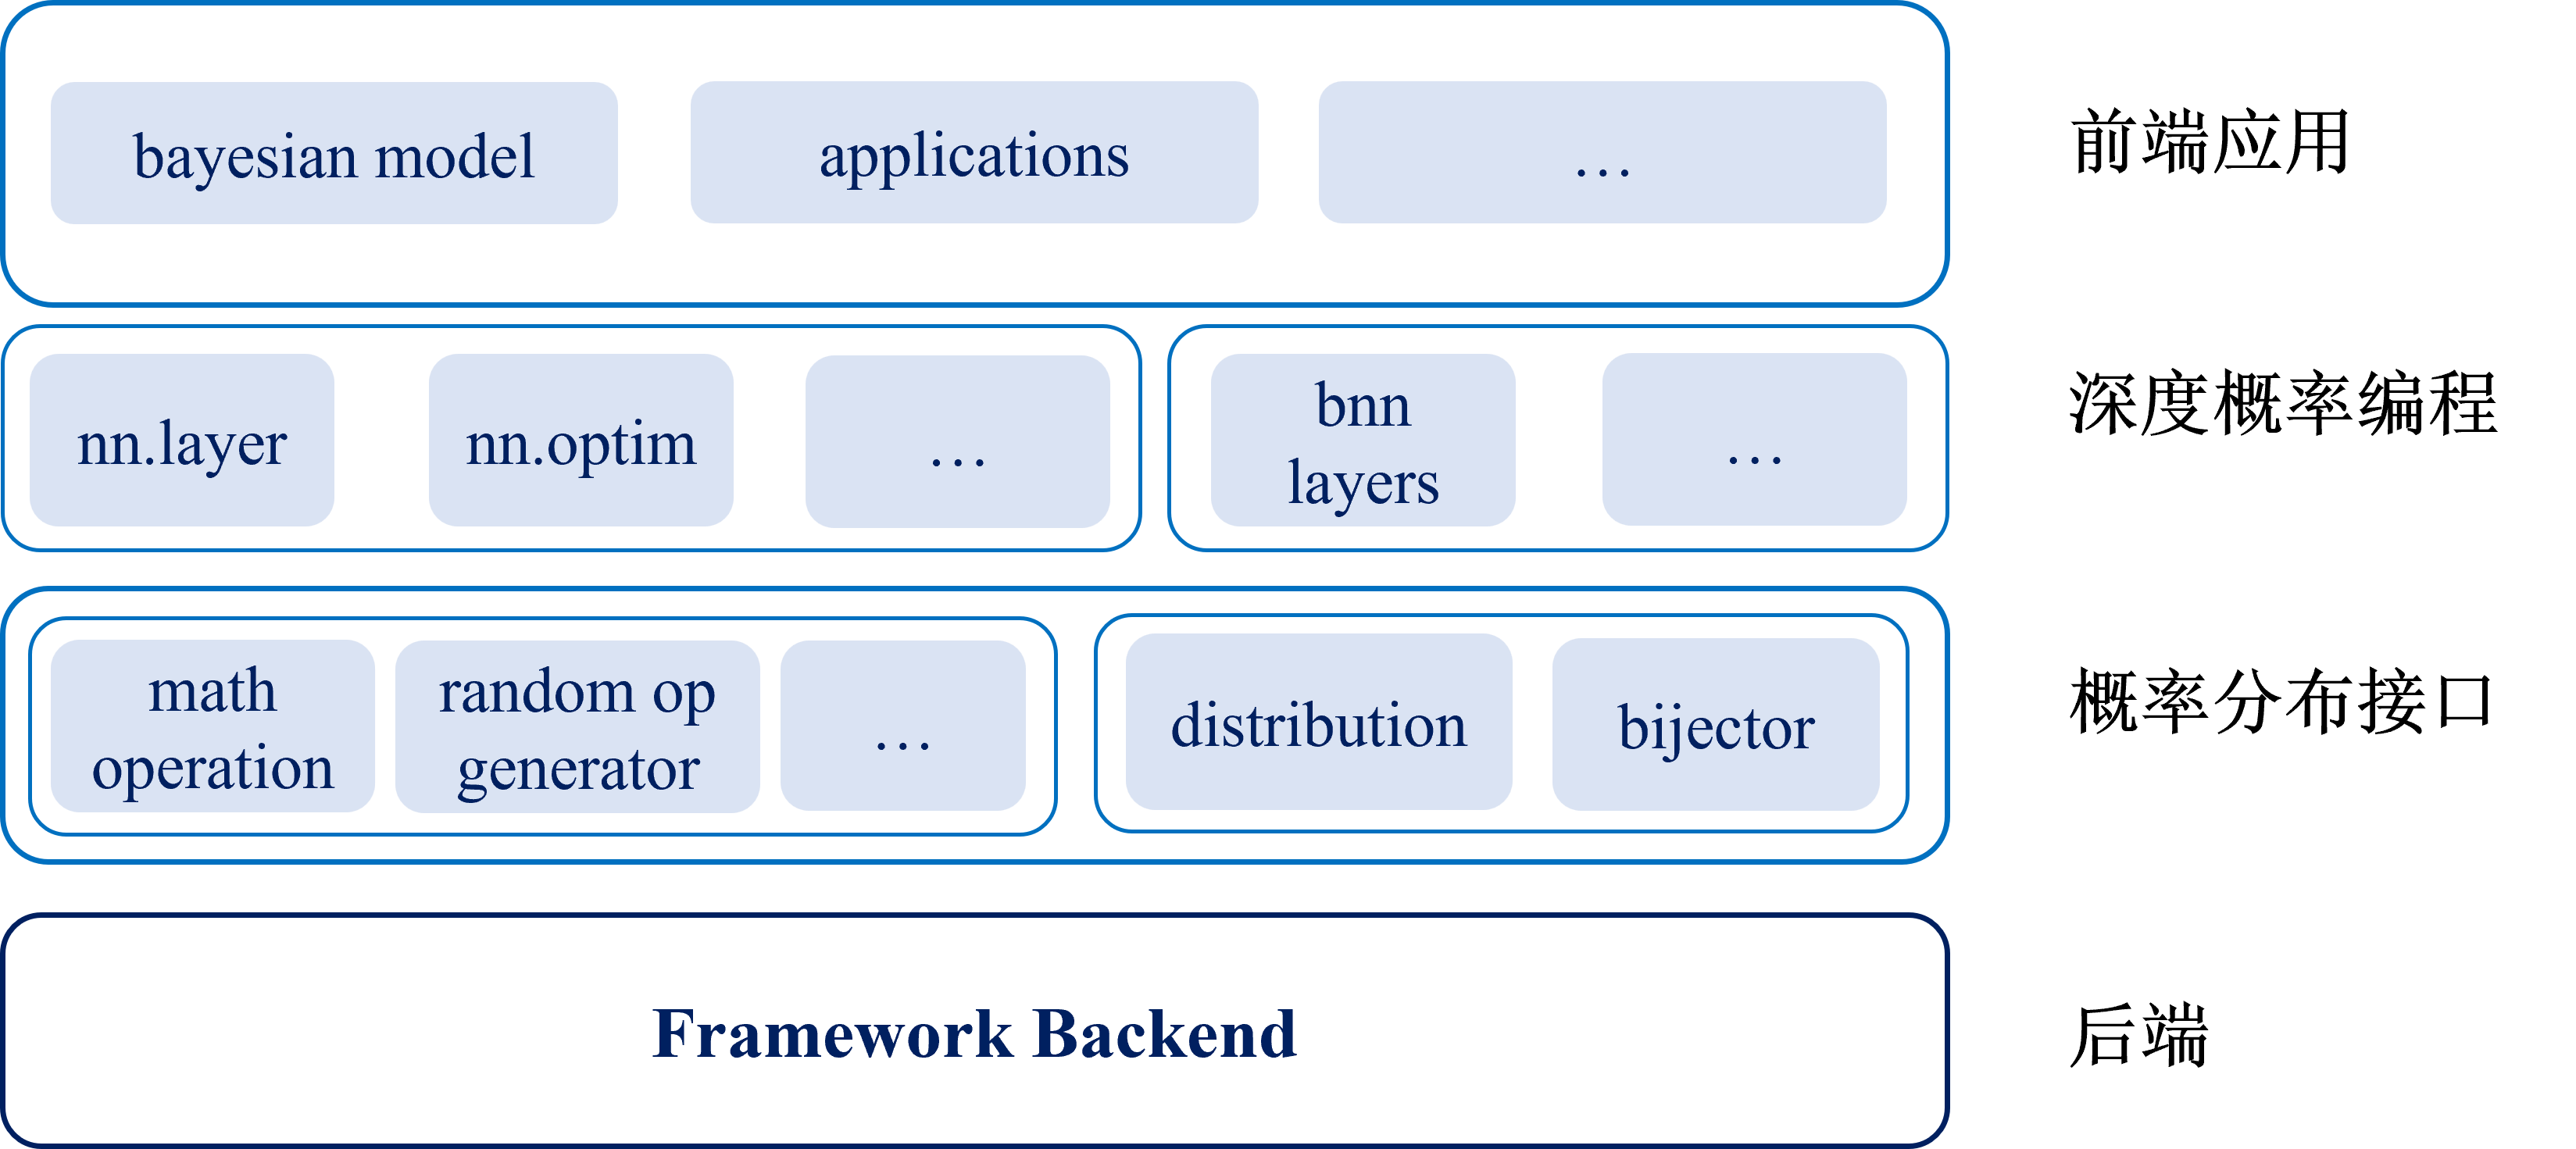 bayesian model
applications
…
前端应用
nn.layer
nn.optim
…
bnn
layers
…
深度概率编程
math
operation
random op
generator
…
distribution
bijector
概率分布接口
Framework Backend
后端